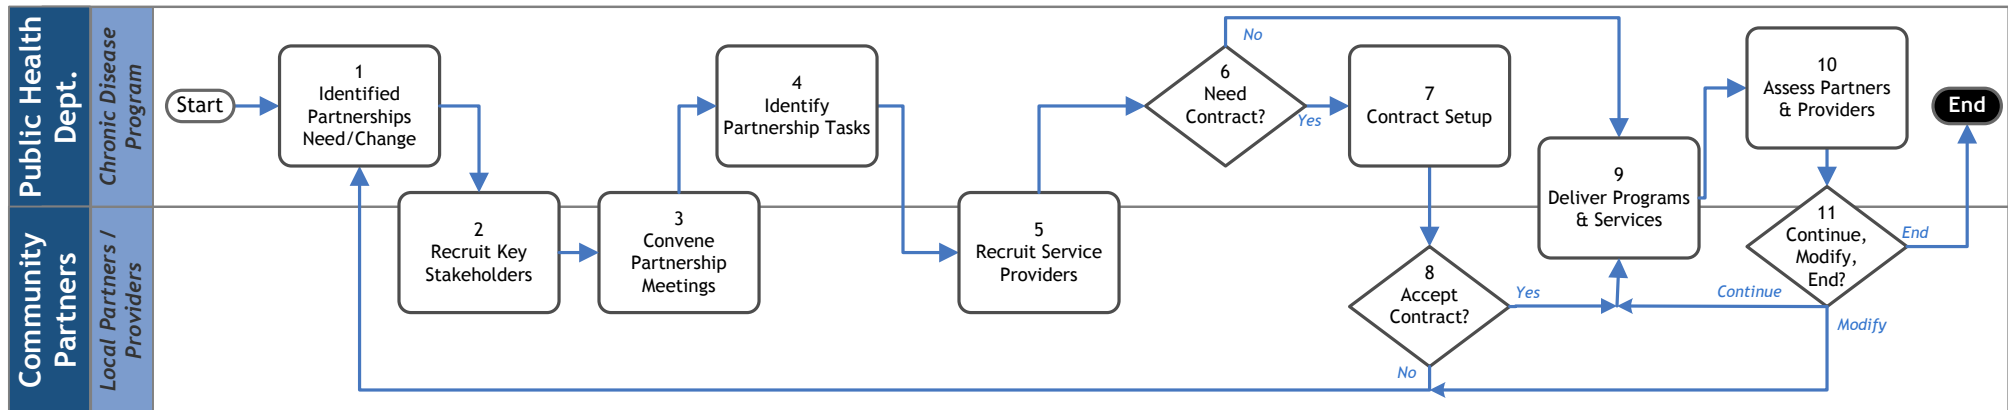 Public Health
Dept.
Chronic Disease
Program
Start
1
Identified
Partnerships
Need/Change
4
Identify
Partnership Tasks
6
Need
Contract?
No
Yes
7
Contract Setup
9
Deliver Programs
& Services
10
Assess Partners
& Providers
End
Community
Partners
Local Partners /
Providers
2
Recruit Key
Stakeholders
3
Convene
Partnership
Meetings
5
Recruit Service
Providers
8
Accept
Contract?
Yes
No
11
Continue,
Modify,
End?
End
Continue
Modify